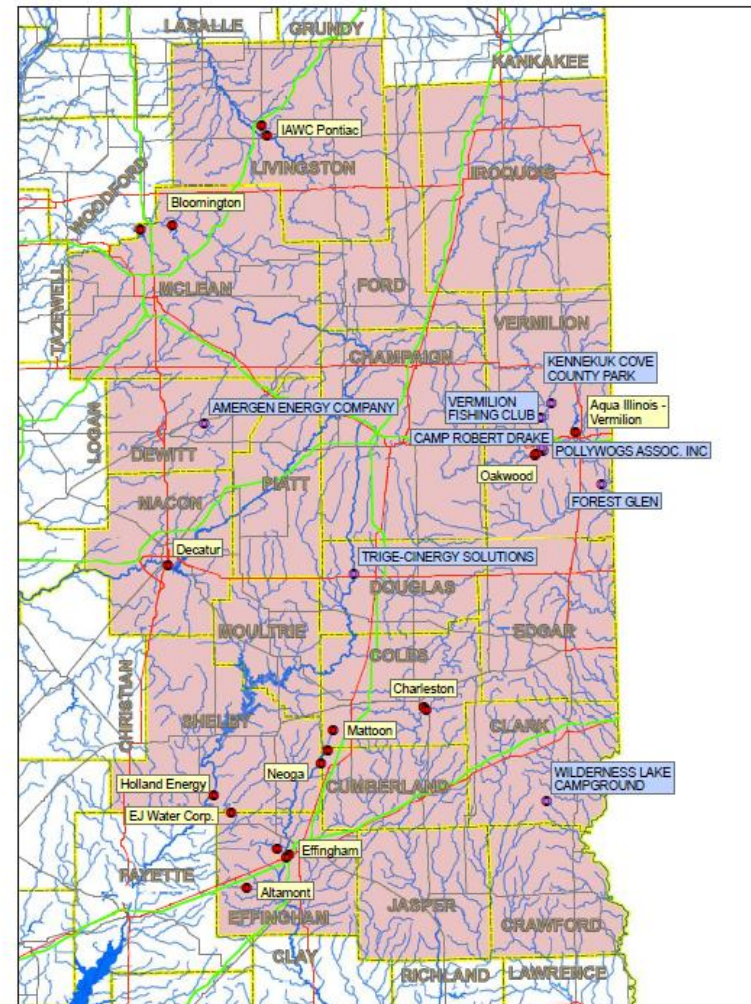 LASALLE
GRUNDY
KANKAKEE
IAWC Pontiac
LIVINGSTON
IROQUOIS
WOODFORD
Bloomington
MCLEAN
FORD
TAZEWELL
VERMILION
CHAMPAIGN
KENNEKUK COVE
COUNTY PARK
AMERGEN ENERGY COMPANY
VERMILION
FISHING CLUB
Aqua Illinois -
Vermilion
LOGAN
CAMP ROBERT DRAKE
POLLYWOGS ASSOC. INC
DEWITT
Oakwood
PIATT
MACON
FOREST GLEN
Decatur
TRIGE-CINERGY SOLUTIONS
DOUGLAS
MOULTRIE
EDGAR
COLES
CHRISTIAN
Charleston
SHELBY
CLARK
Mattoon
Neoga
WILDERNESS LAKE
CAMPGROUND
Holland Energy
CUMBERLAND
EJ Water Corp.
Effingham
FAYETTE
Altamont
EFFINGHAM
JASPER
CRAWFORD
CLAY
RICHLAND
LAWRENCE